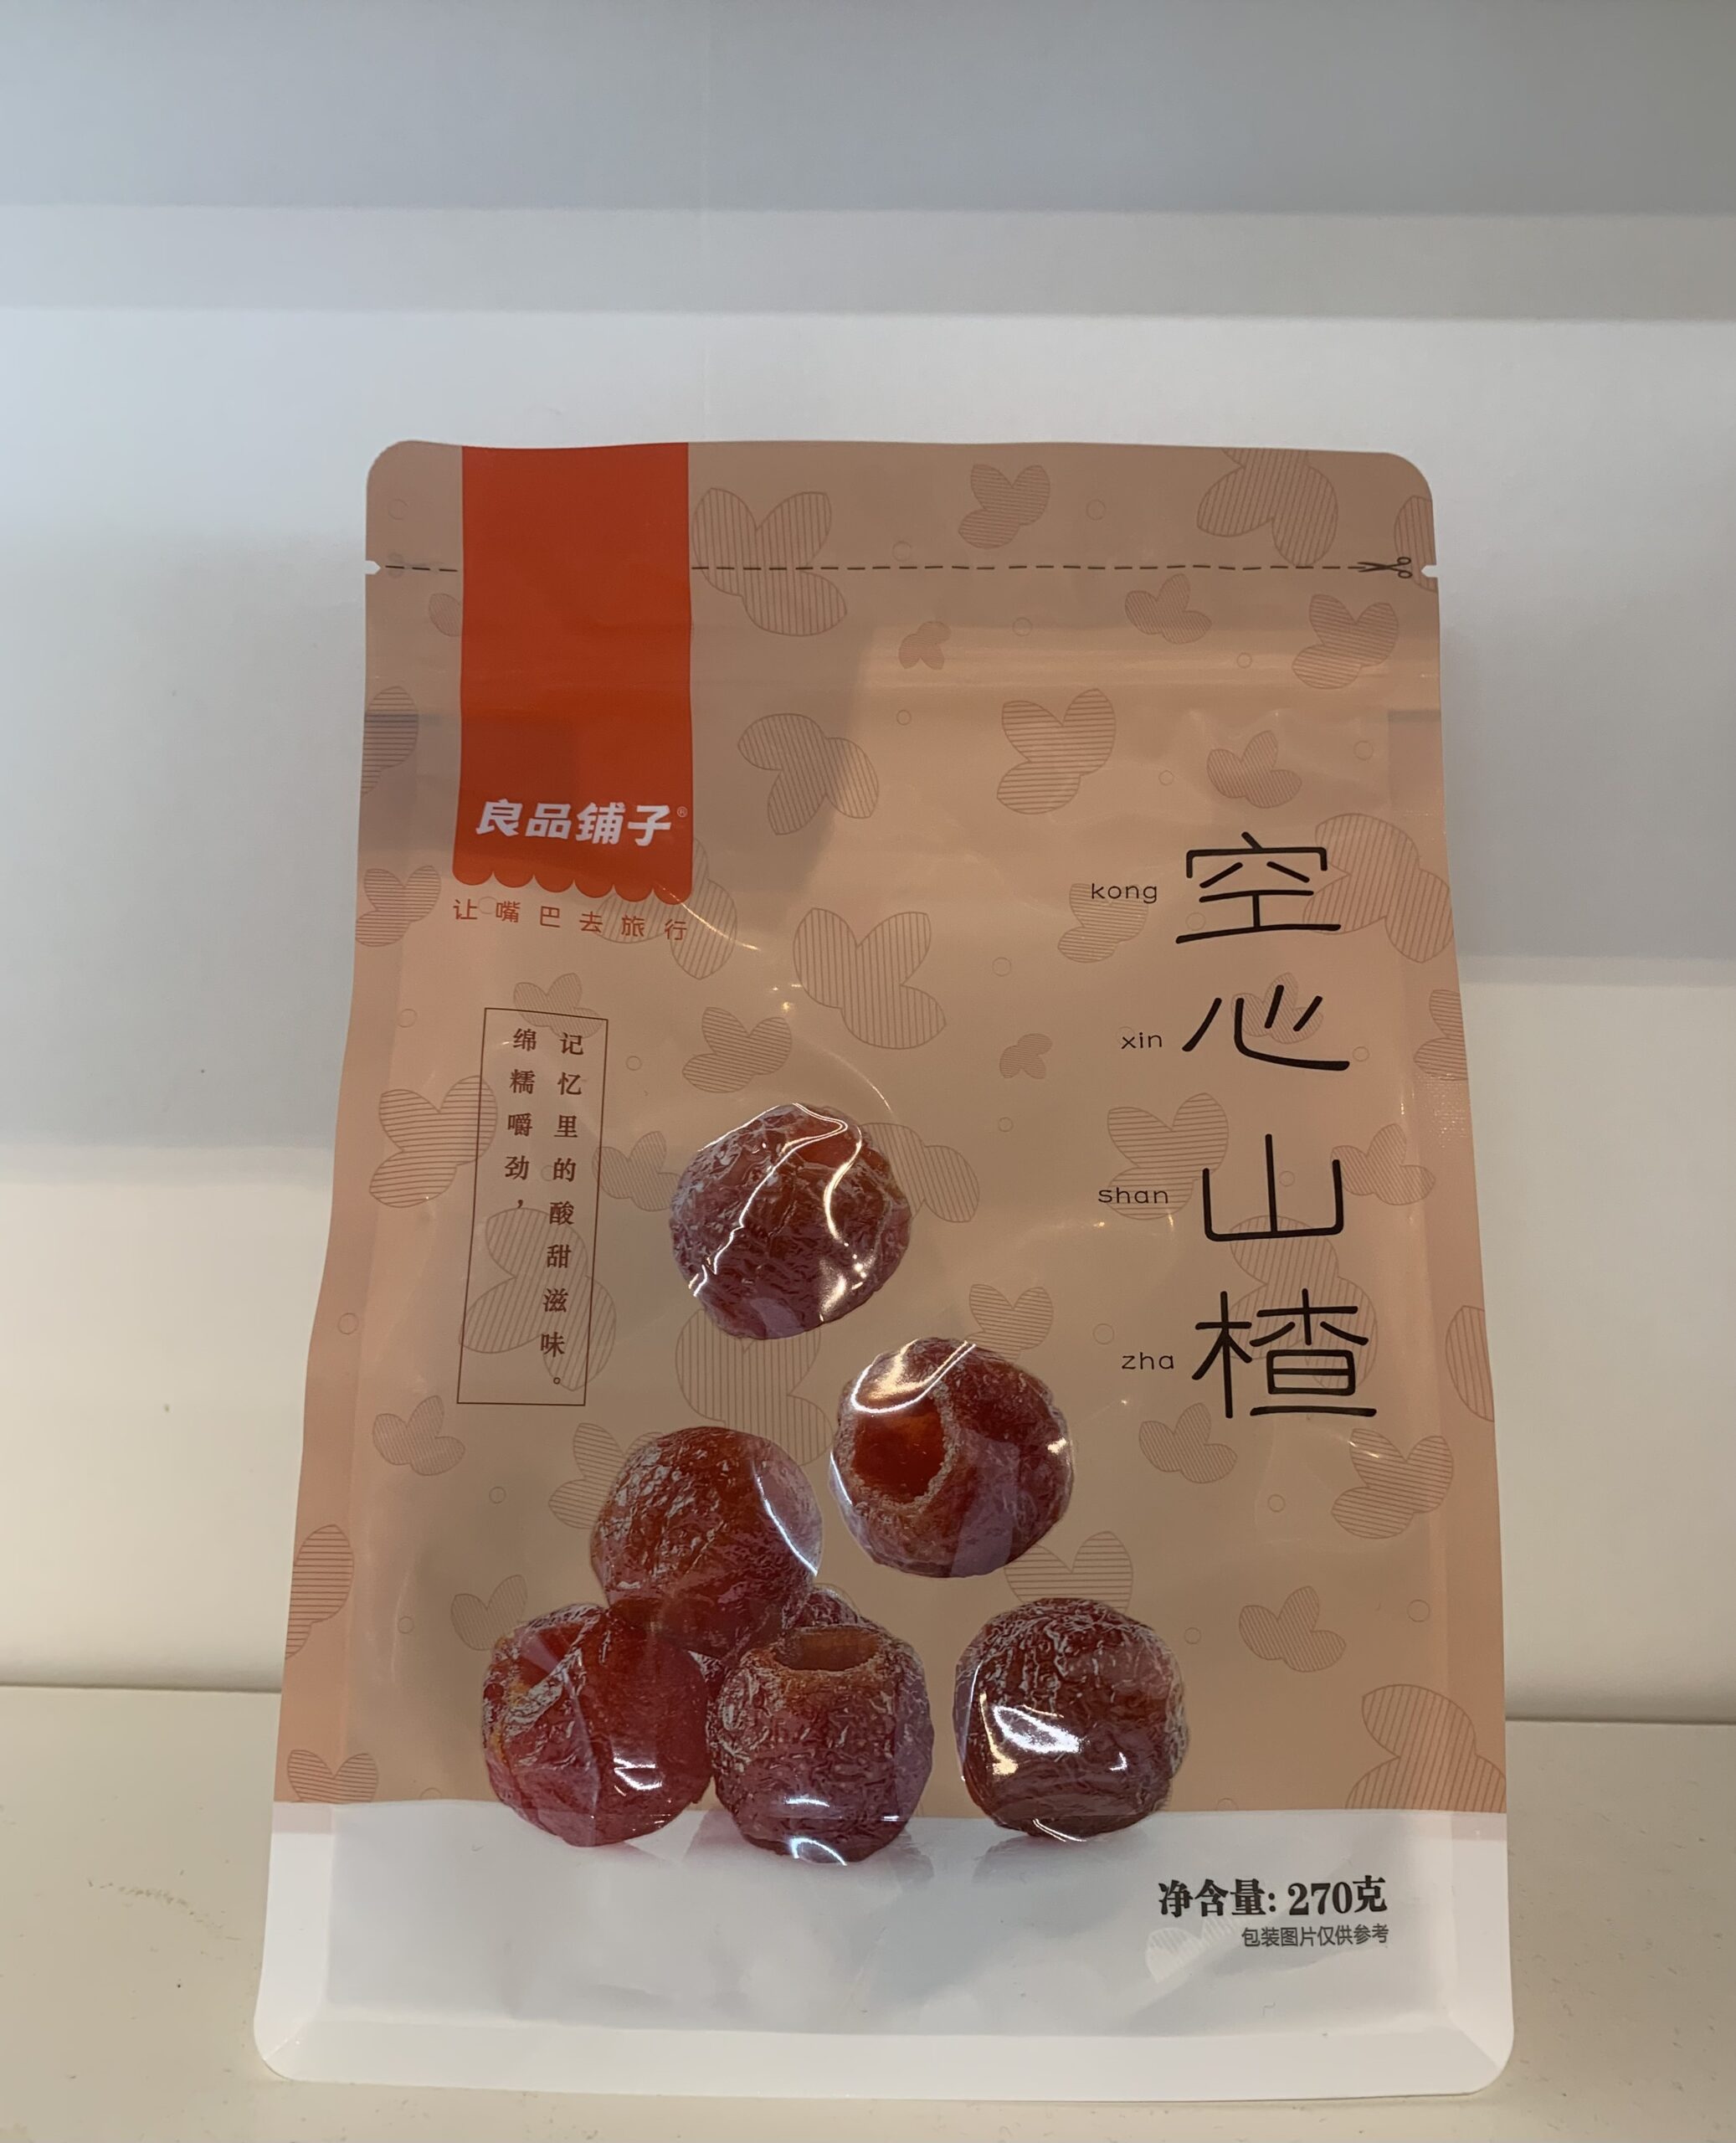 良品铺子®
让嘴巴去旅行
kong 空
xin 心
shan 山
zha 楂
记忆里的酸甜滋味。
绵糯嚼劲，
净含量: 270克
包装图片仅供参考